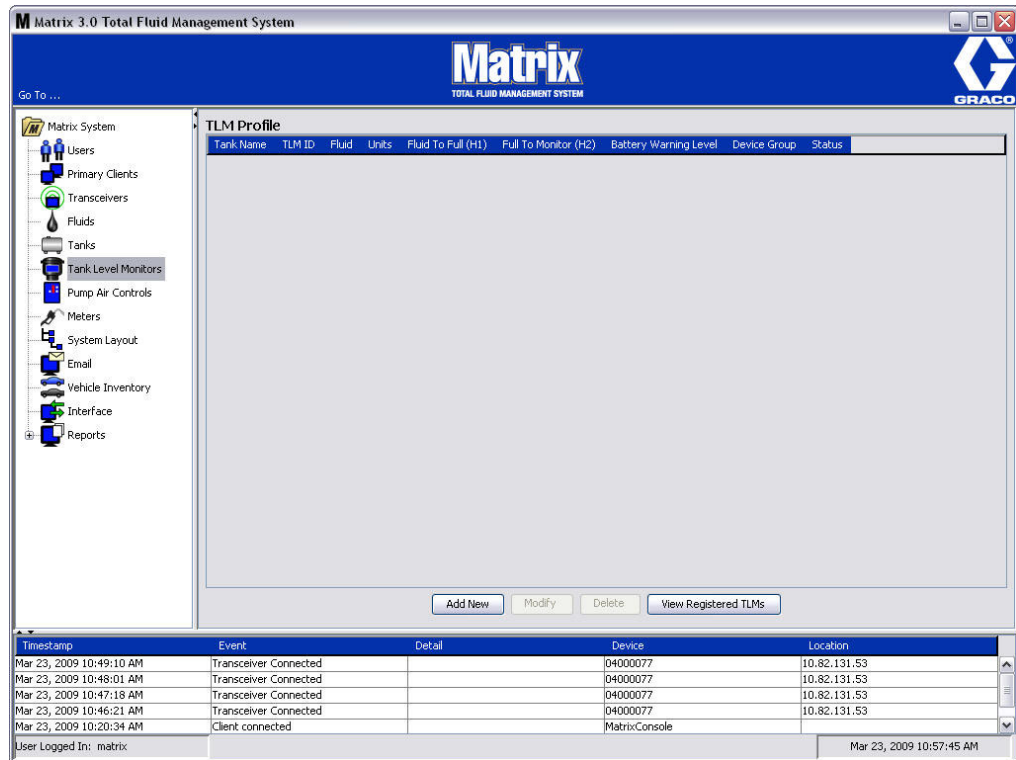 Matrix 3.0 Total Fluid Management System
Matrix
TOTAL FLUID MANAGEMENT SYSTEM
Go To ...
GRACO
Matrix System
Users
Primary Clients
Transceivers
Fluids
Tanks
Tank Level Monitors
Pump Air Controls
Meters
System Layout
Email
Vehicle Inventory
Interface
Reports
TLM Profile
Tank Name TLM ID Fluid Units Fluid To Full (H1) Full To Monitor (H2) Battery Warning Level Device Group Status
Add New Modify Delete View Registered TLMs
Timestamp Event Detail Device Location
Mar 23, 2009 10:49:10 AM Transceiver Connected 04000077 10.82.131.53
Mar 23, 2009 10:48:01 AM Transceiver Connected 04000077 10.82.131.53
Mar 23, 2009 10:47:18 AM Transceiver Connected 04000077 10.82.131.53
Mar 23, 2009 10:46:21 AM Transceiver Connected 04000077 10.82.131.53
Mar 23, 2009 10:20:34 AM Client connected MatrixConsole
User Logged In: matrix Mar 23, 2009 10:57:45 AM